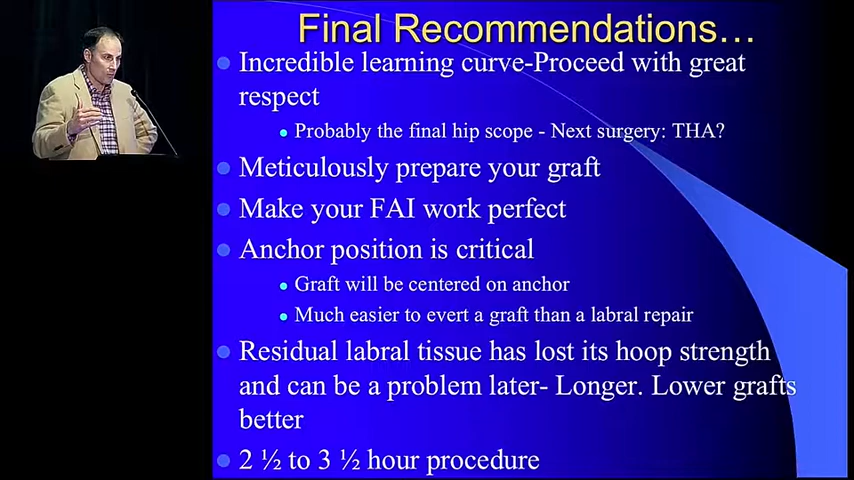 Final Recommendations…
Incredible learning curve-Proceed with great
respect
Probably the final hip scope - Next surgery: THA?
Meticulously prepare your graft
Make your FAI work perfect
Anchor position is critical
Graft will be centered on anchor
Much easier to evert a graft than a labral repair
Residual labral tissue has lost its hoop strength
and can be a problem later- Longer. Lower grafts
better
2 ½ to 3 ½ hour procedure